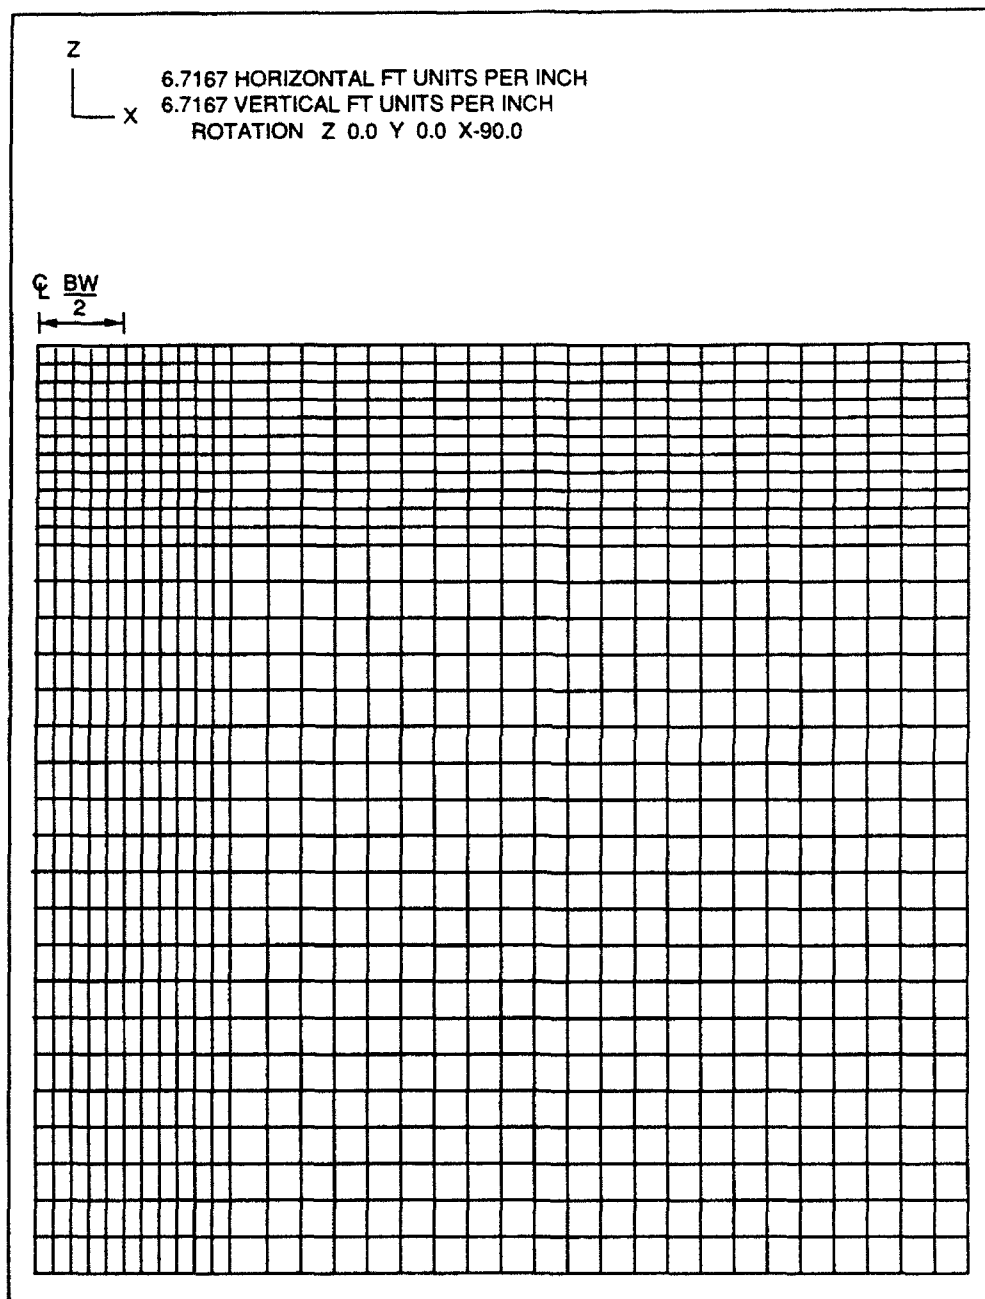 Z
X
6.7167 HORIZONTAL FT UNITS PER INCH
6.7167 VERTICAL FT UNITS PER INCH
ROTATION Z 0.0 Y 0.0 X-90.0
℄ BW
2